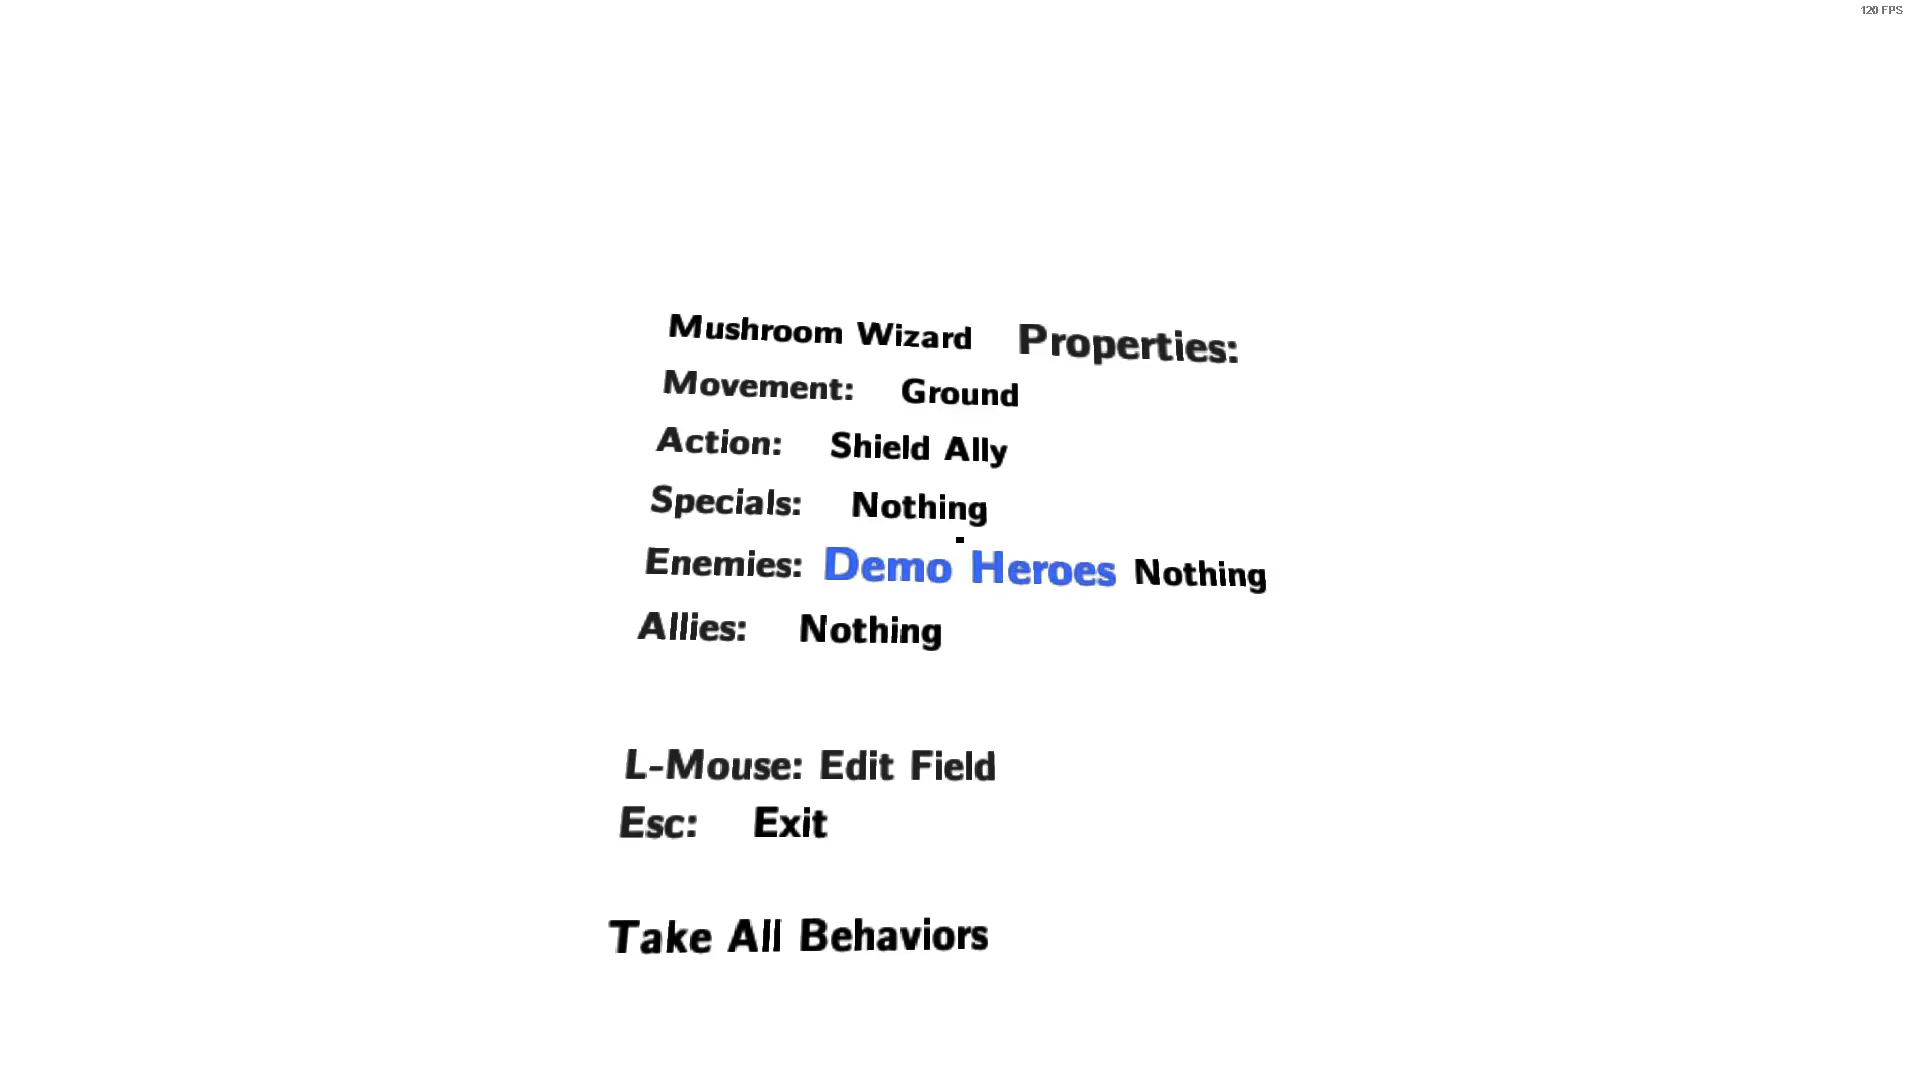 120 FPS
Mushroom Wizard Properties:
Movement: Ground
Action: Shield Ally
Specials: Nothing
Enemies: Demo Heroes Nothing
Allies: Nothing
L-Mouse: Edit Field
Esc: Exit
Take All Behaviors